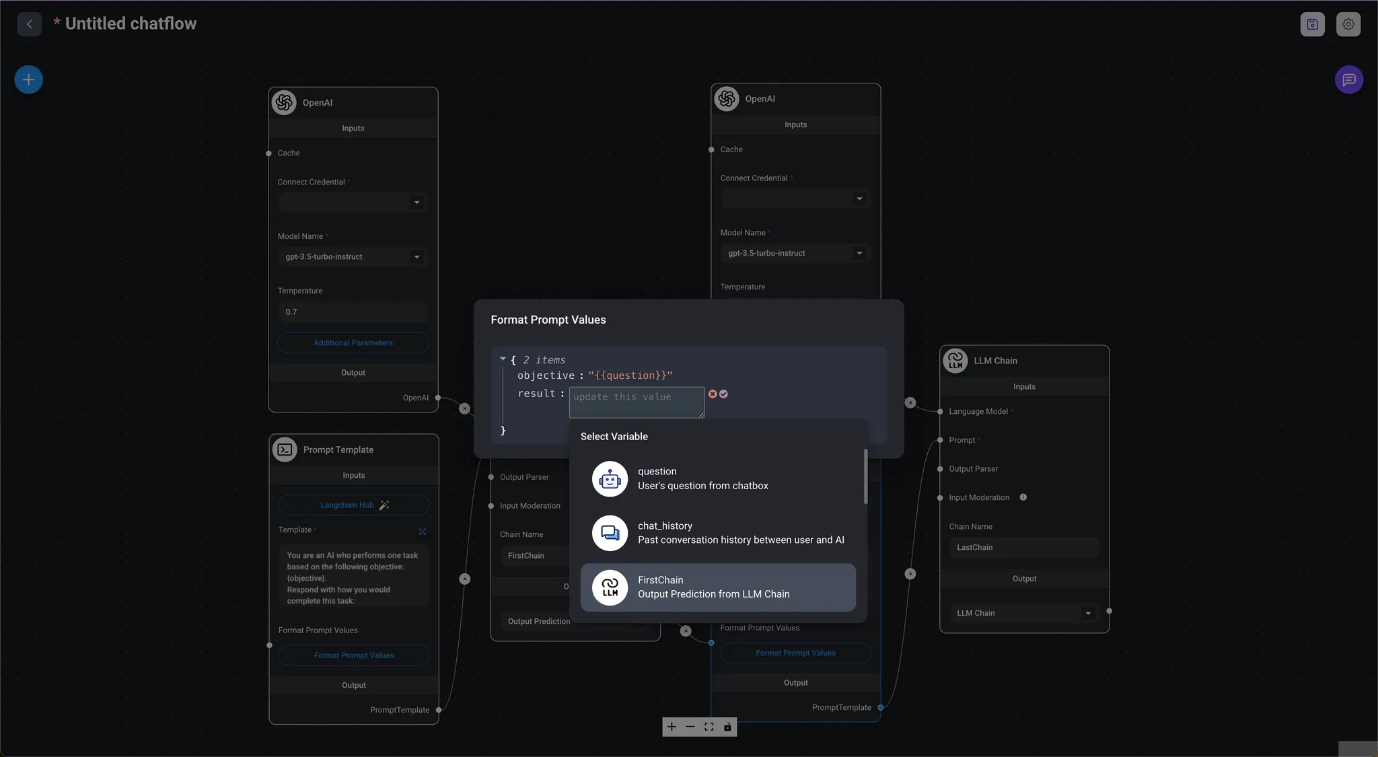 * Untitled chatflow
OpenAI
Inputs
Cache
Connect Credential *
Model Name *
gpt-3.5-turbo-instruct
Temperature
0.7
Additional Parameters
Output
OpenAI
Prompt Template
Inputs
Langchain Hub
Template *
You are an AI who performs one task
based on the following objective:
{objective}.
Respond with how you would
complete this task:
Format Prompt Values
Format Prompt Values
Output
PromptTemplate
Output Parser
Input Moderation
Chain Name
FirstChain
O
Output Prediction
Format Prompt Values
{ 2 items
objective : "{{question}}"
result : update this value
}
Select Variable
question
User's question from chatbox
chat_history
Past conversation history between user and AI
LLM
FirstChain
Output Prediction from LLM Chain
OpenAI
Inputs
Cache
Connect Credential *
Model Name *
gpt-3.5-turbo-instruct
Temperature
Format Prompt Values
Format Prompt Values
Output
PromptTemplate
LLM
LLM Chain
Inputs
Language Model *
Prompt *
Output Parser
Input Moderation
Chain Name
LastChain
Output
LLM Chain